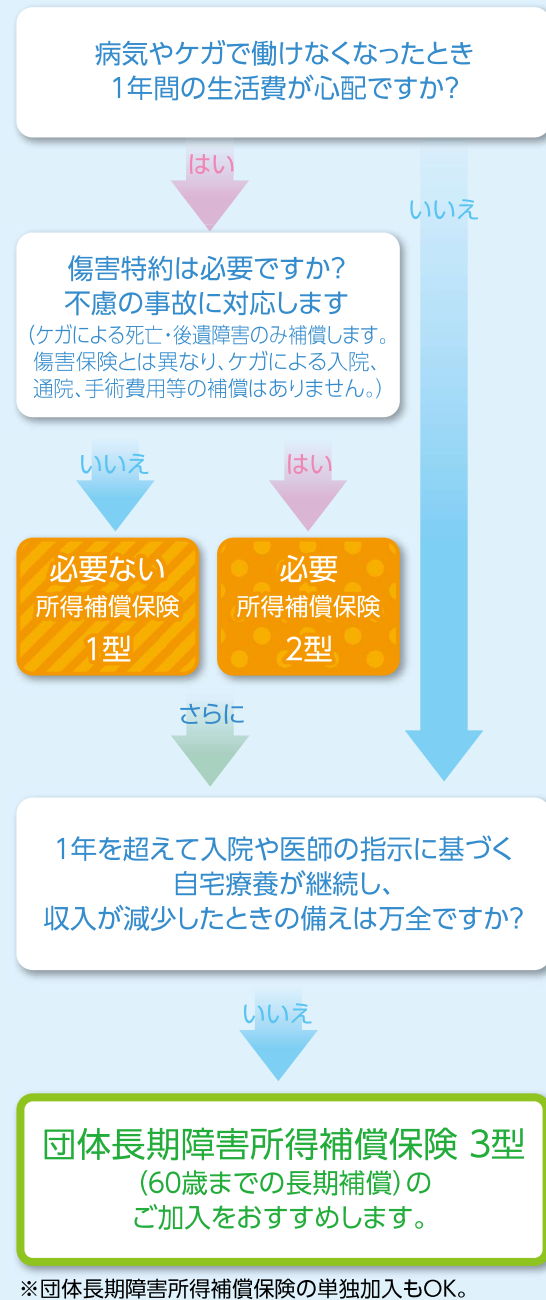 病気やケガで働けなくなったとき
1年間の生活費が心配ですか?
はい
いいえ
傷害特約は必要ですか?
不慮の事故に対応します
(ケガによる死亡・後遺障害のみ補償します。
傷害保険とは異なり、ケガによる入院、
通院、手術費用等の補償はありません。)
いいえ
はい
必要ない
所得補償保険
1型
必要
所得補償保険
2型
さらに
1年を超えて入院や医師の指示に基づく
自宅療養が継続し、
収入が減少したときの備えは万全ですか?
いいえ
団体長期障害所得補償保険 3型
(60歳までの長期補償)の
ご加入をおすすめします。
※団体長期障害所得補償保険の単独加入もOK。